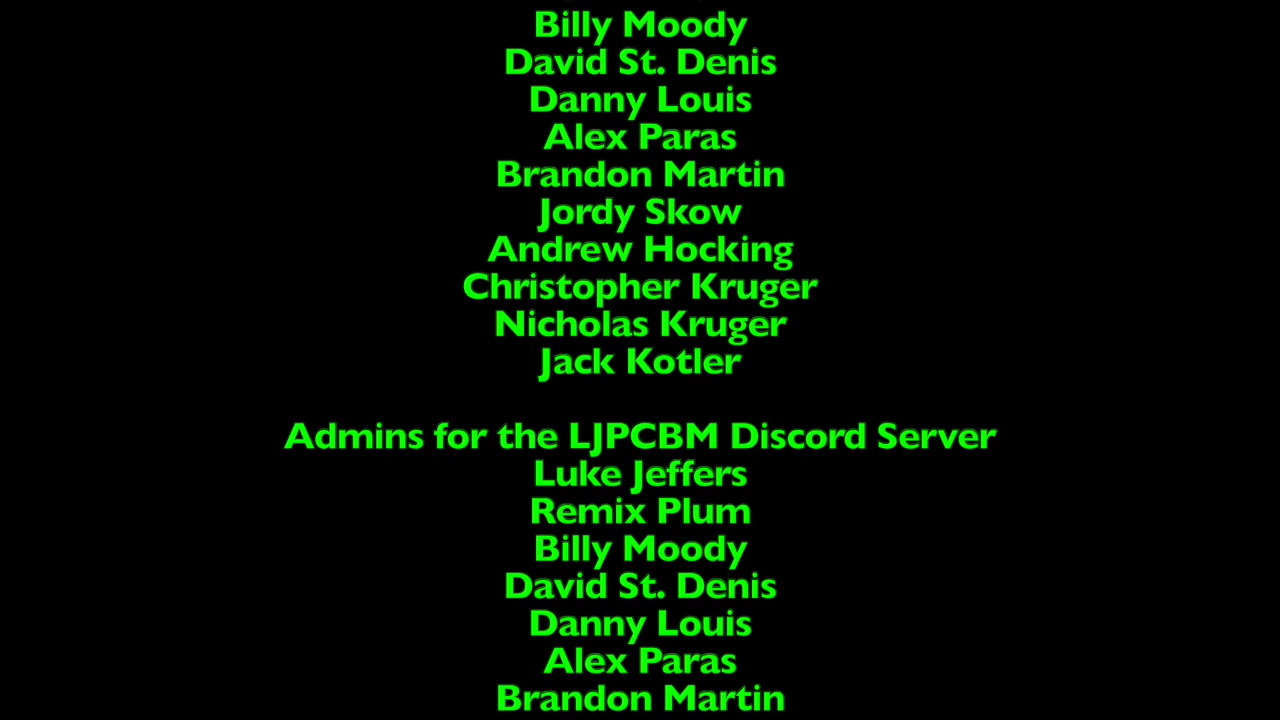 Billy Moody
David St. Denis
Danny Louis
Alex Paras
Brandon Martin
Jordy Skow
Andrew Hocking
Christopher Kruger
Nicholas Kruger
Jack Kotler
Admins for the LJPCBM Discord Server
Luke Jeffers
Remix Plum
Billy Moody
David St. Denis
Danny Louis
Alex Paras
Brandon Martin